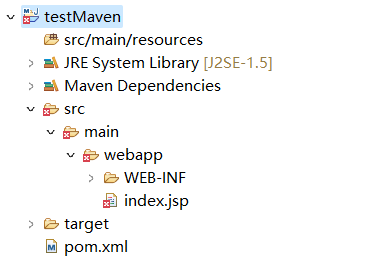 testMaven
src/main/resources
JRE System Library [J2SE-1.5]
Maven Dependencies
src
main
webapp
WEB-INF
index.jsp
target
pom.xml